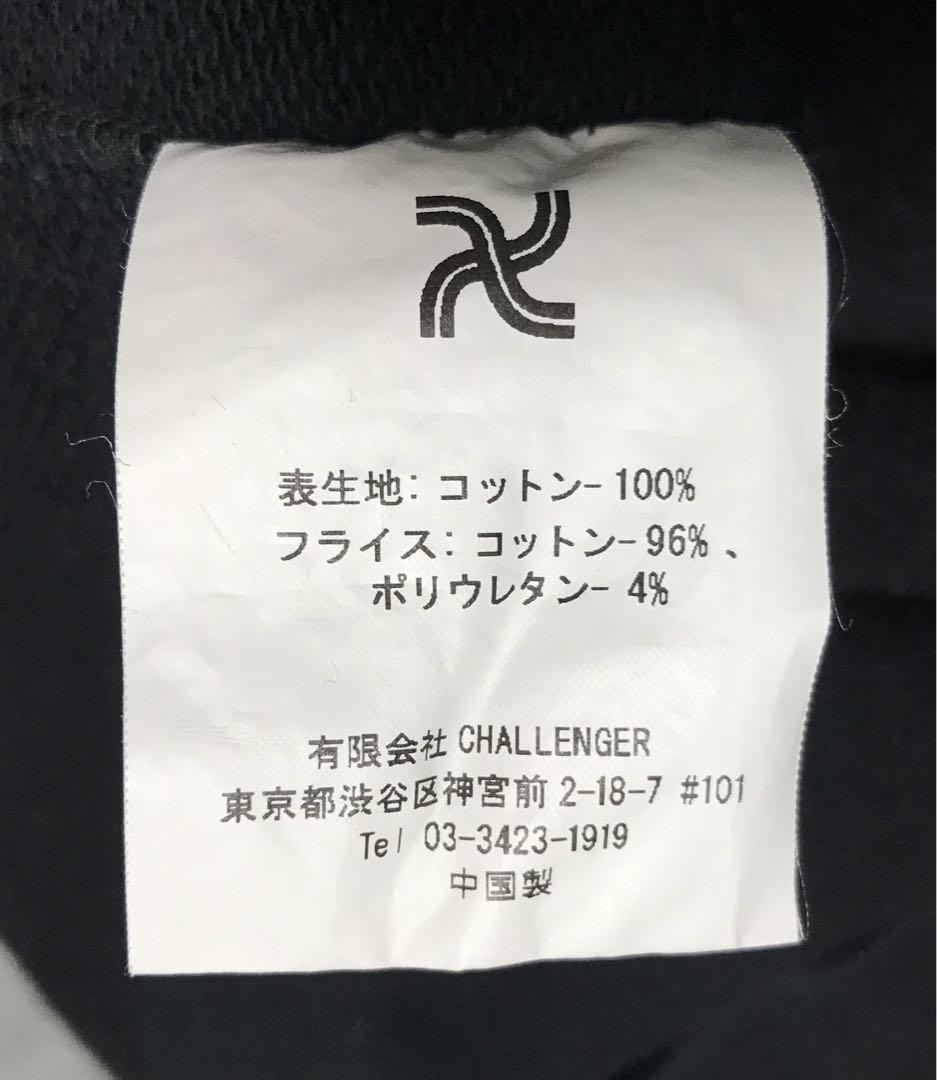 表生地: コットン- 100%
フライス: コットン- 96% 、
ポリウレタン- 4%
有限会社 CHALLENGER
東京都渋谷区神宮前 2-18-7 #101
Tel 03-3423-1919
中国製